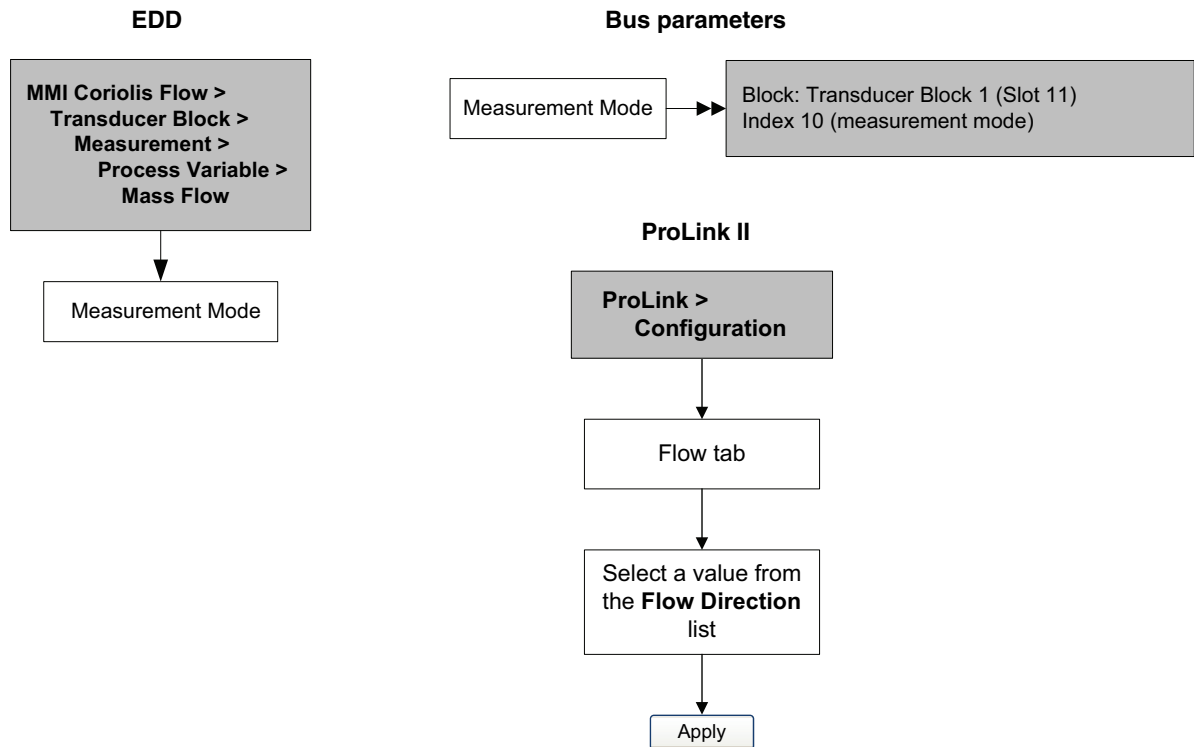 EDD
MMI Coriolis Flow >
Transducer Block >
Measurement >
Process Variable >
Mass Flow
Measurement Mode
Bus parameters
Measurement Mode
Block: Transducer Block 1 (Slot 11)
Index 10 (measurement mode)
ProLink II
ProLink >
Configuration
Flow tab
Select a value from
the Flow Direction
list
Apply